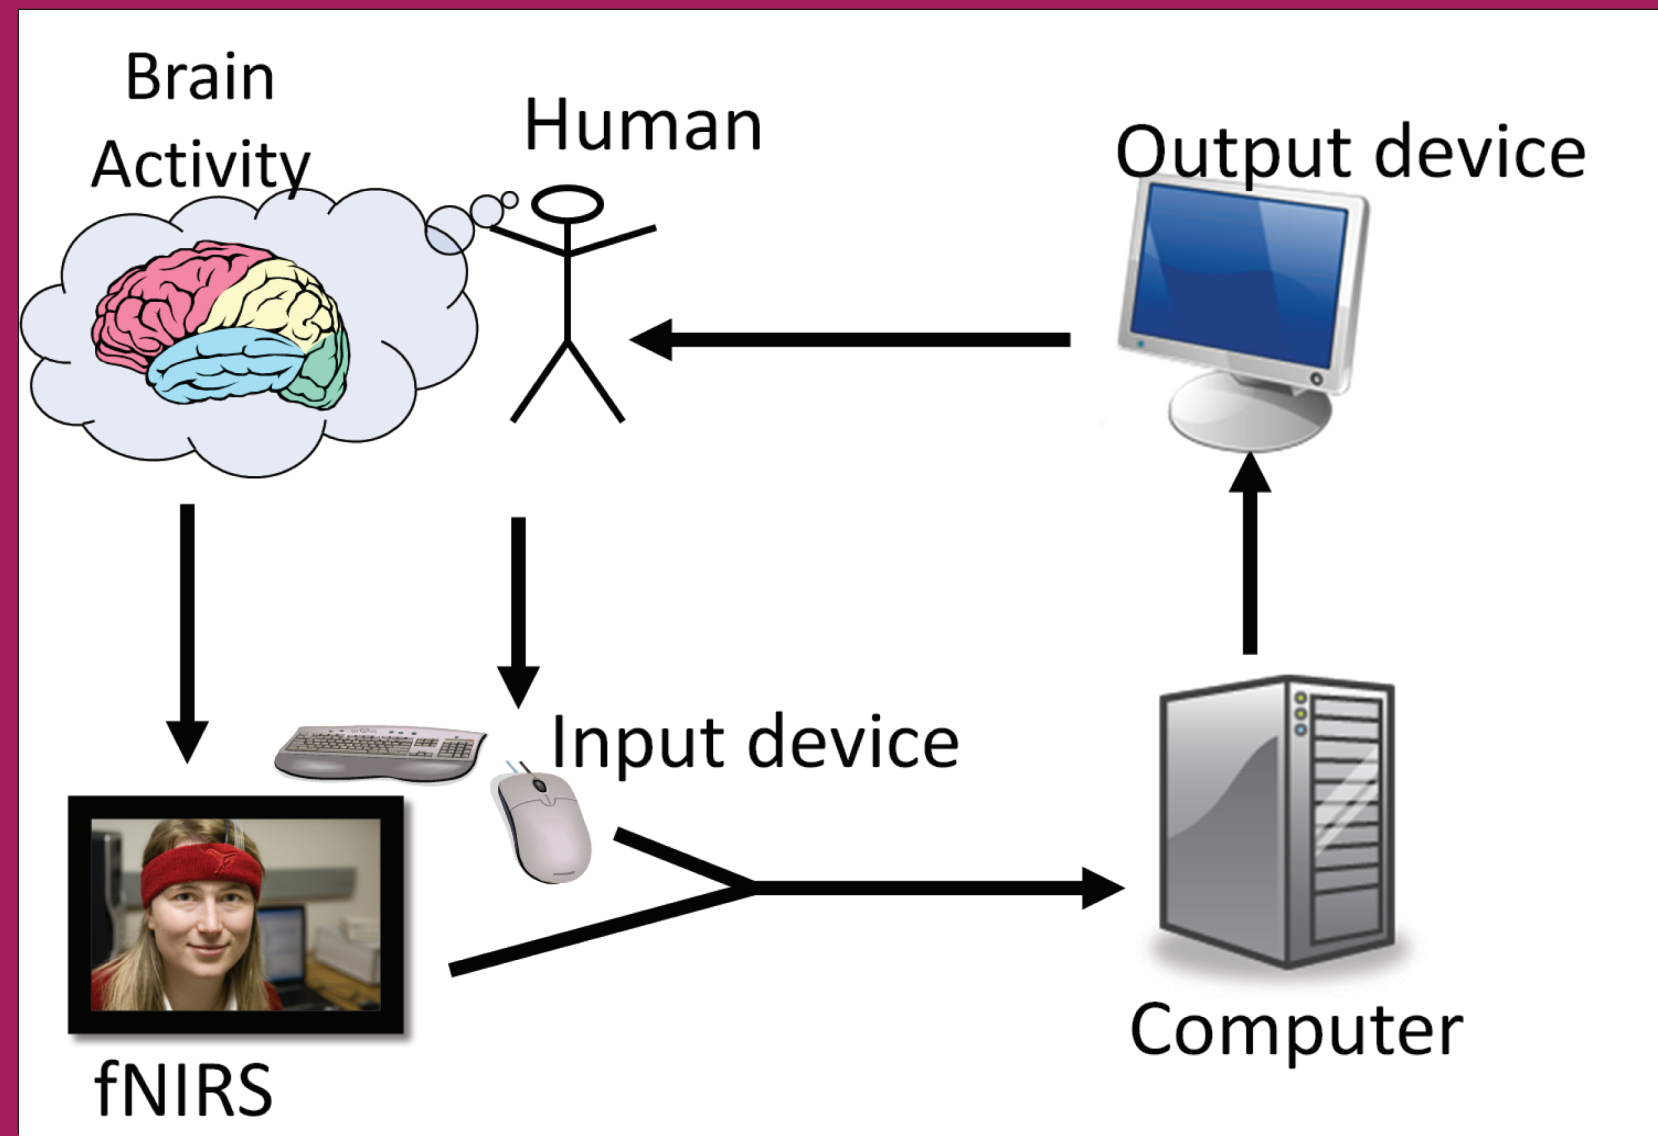 Brain
Activity
Human
Output device
Input device
fNIRS
Computer